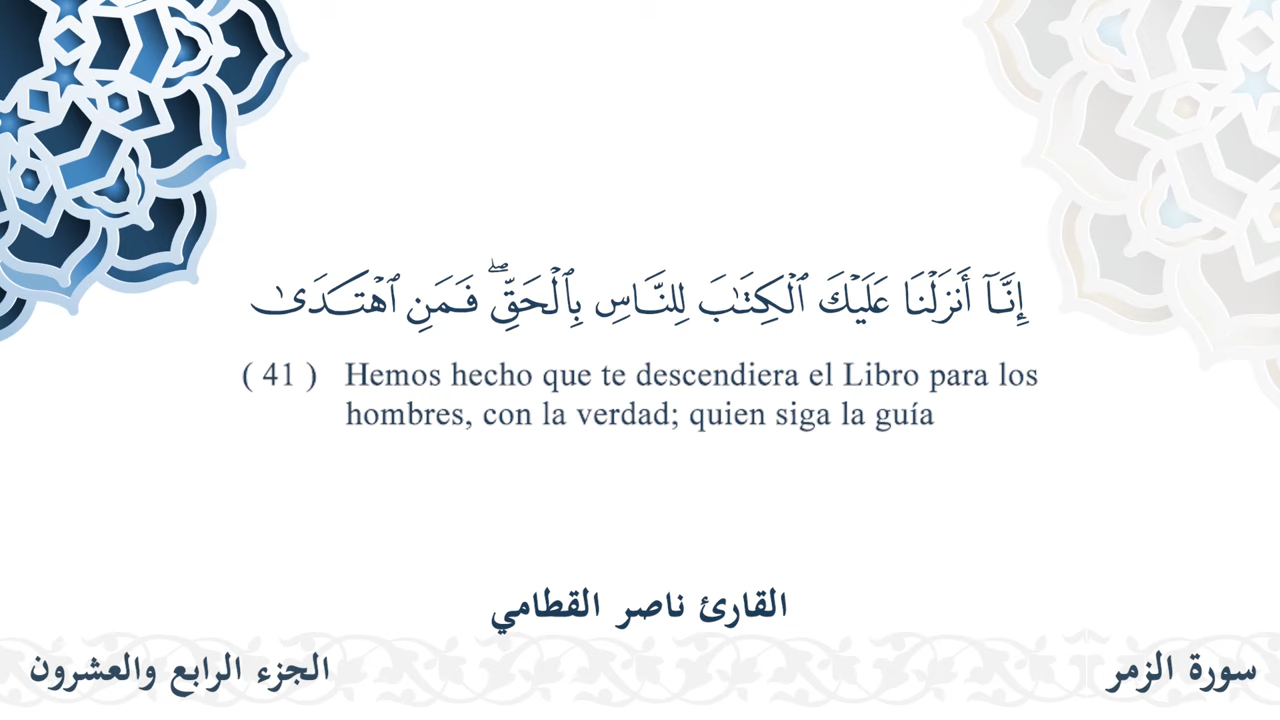 إِنَّآ أَنزَلْنَا عَلَيْكَ ٱلْكِتَـٰبَ لِلنَّاسِ بِٱلْحَقِّ ۖ فَمَنِ ٱهْتَدَىٰ
( 41 ) Hemos hecho que te descendiera el Libro para los
hombres, con la verdad; quien siga la guía
القارئ ناصر القطامي
سورة الزمر
الجزء الرابع والعشرون